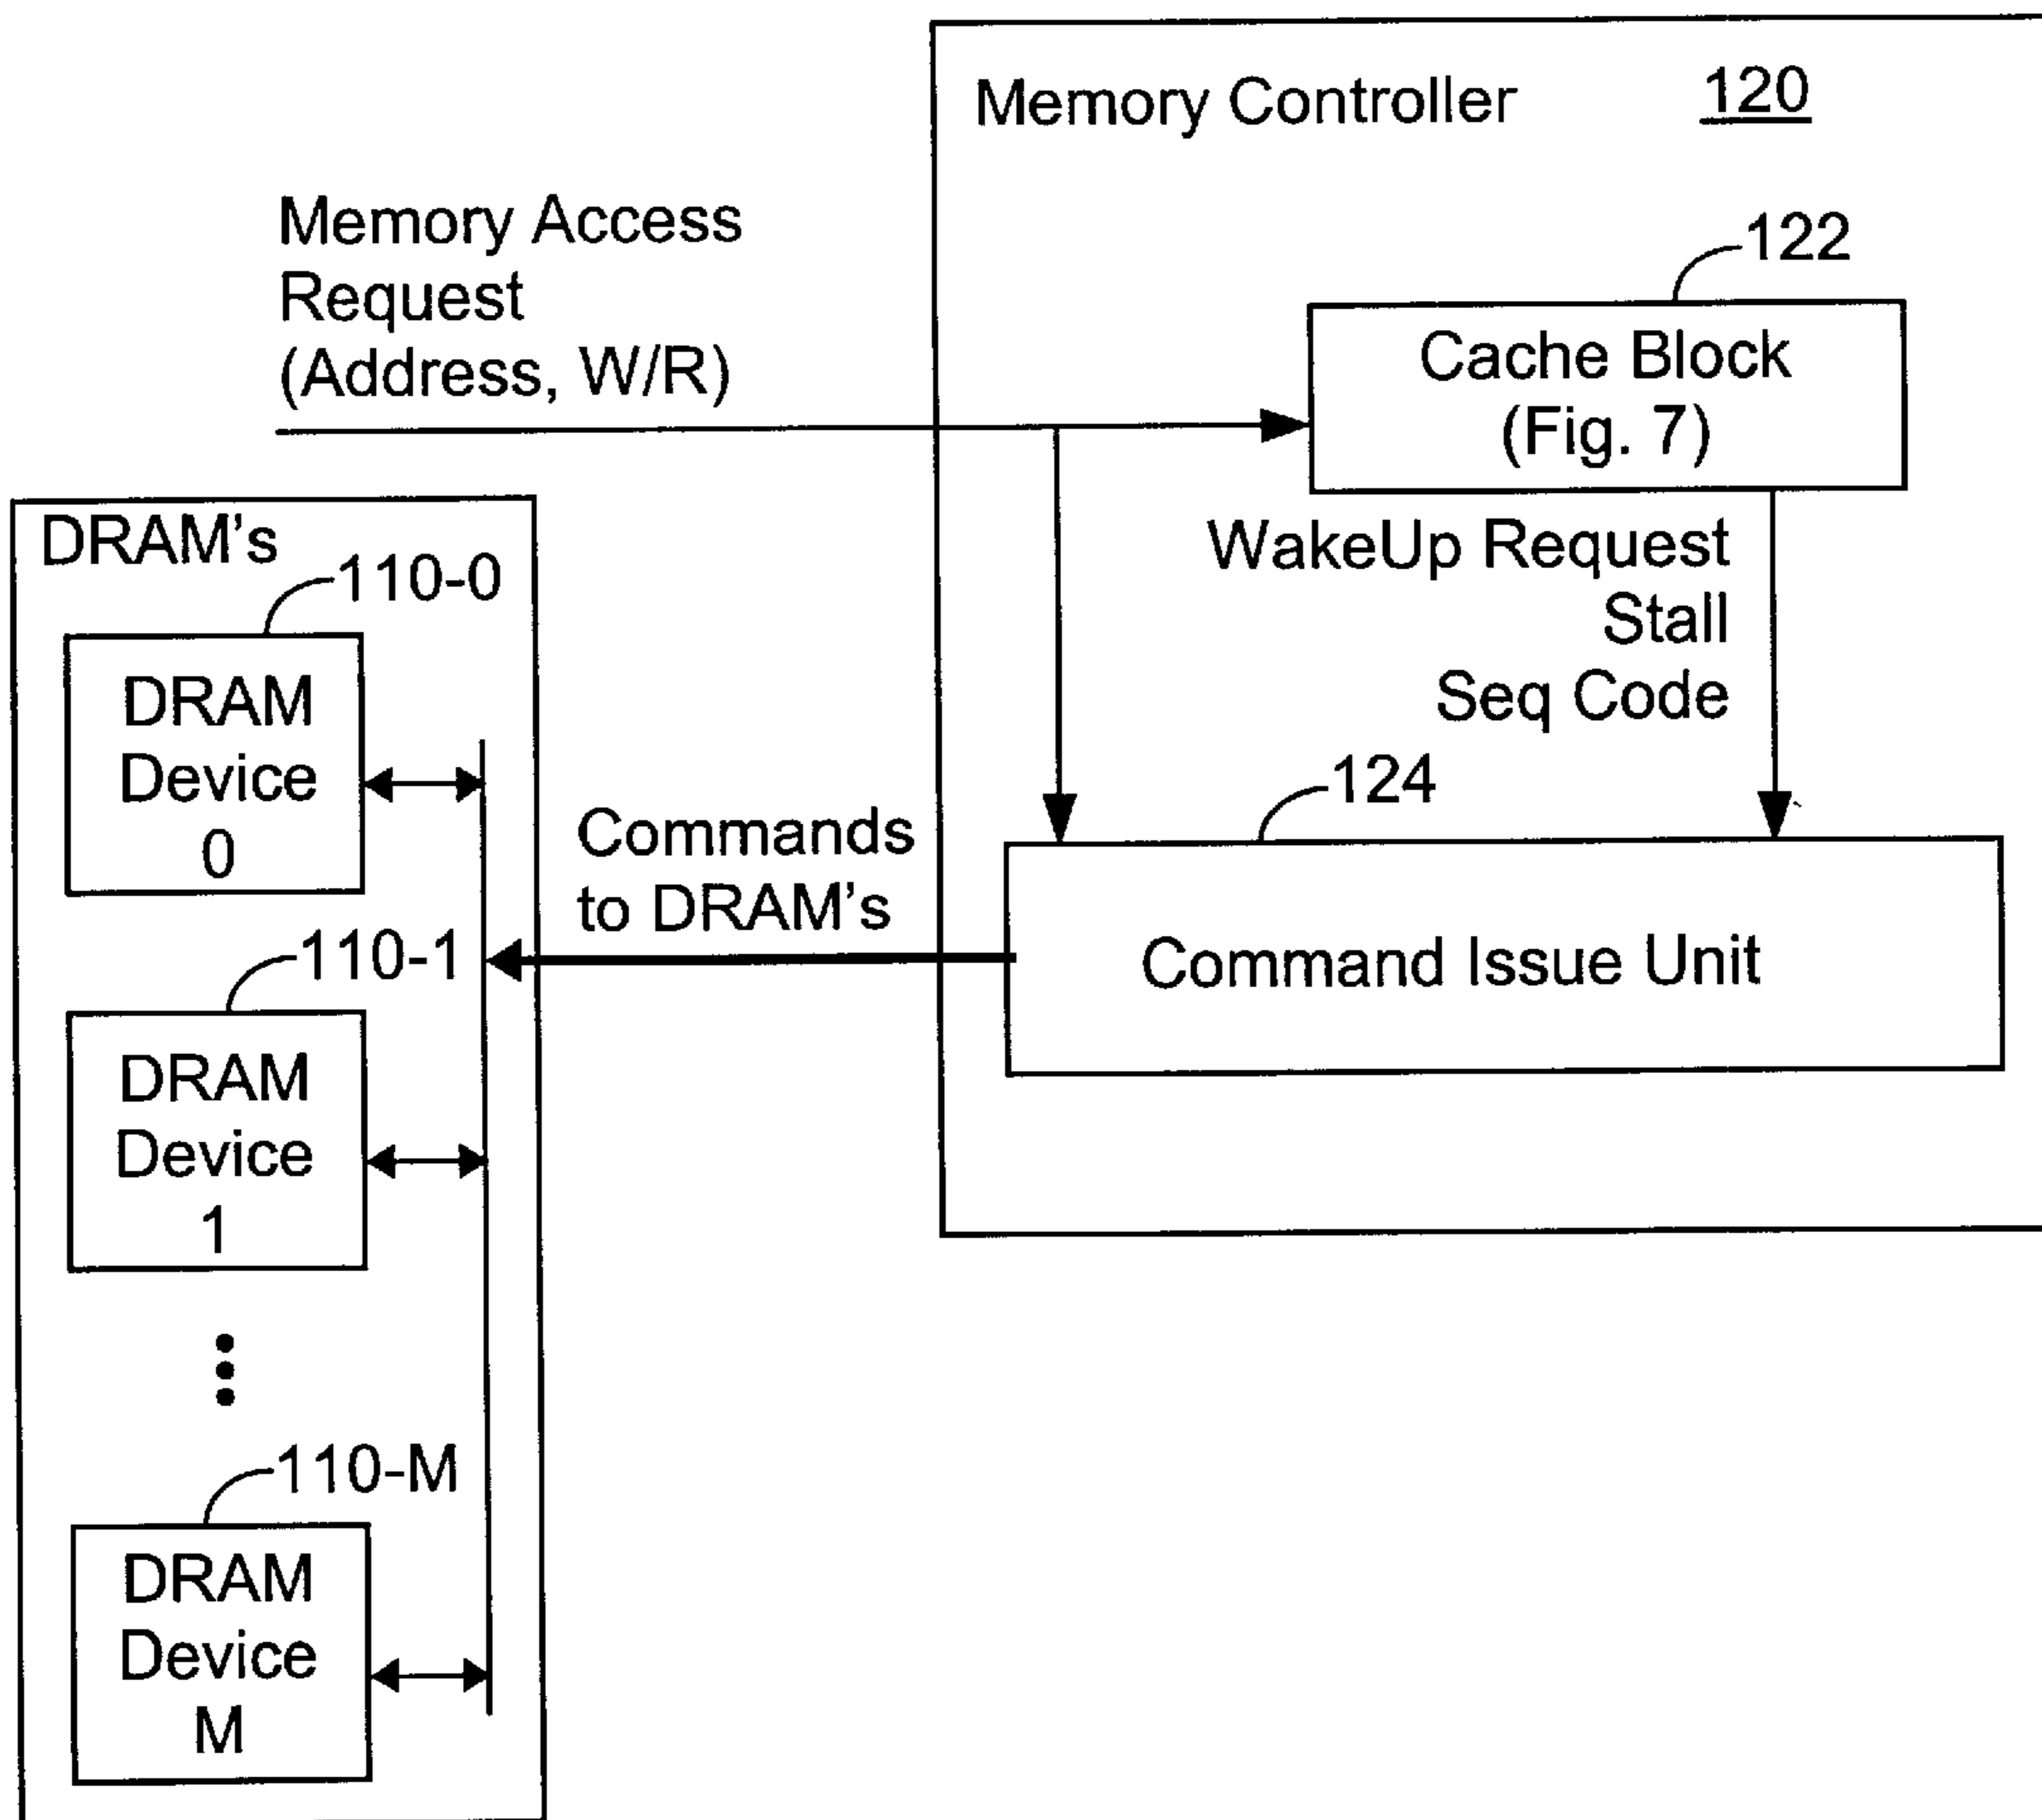 Memory Controller 120
Memory Access
Request
(Address, W/R)
122
Cache Block
(Fig. 7)
WakeUp Request
Stall
Seq Code
124
Command Issue Unit
Commands
to DRAM's
DRAM's
110-0
DRAM
Device
0
110-1
DRAM
Device
1
110-M
DRAM
Device
M